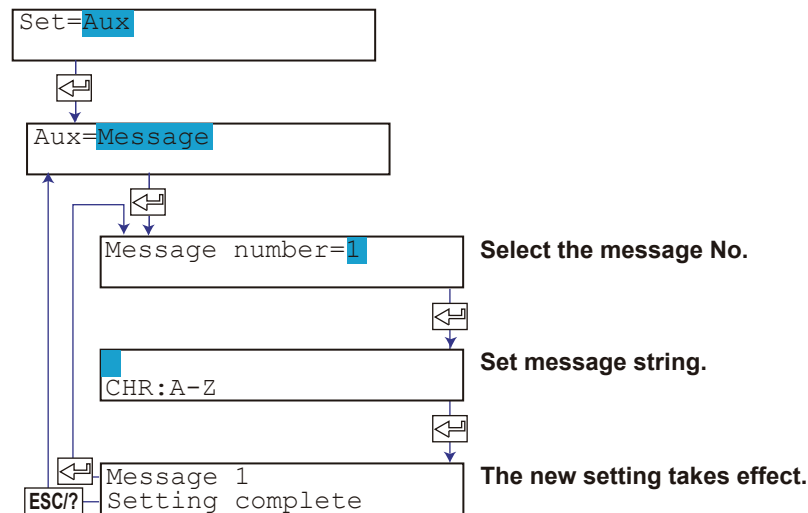 Set=Aux
Aux=Message
Message number=1
Select the message No.
CHR:A-Z
Set message string.
Message 1
Setting complete
The new setting takes effect.
ESC/?